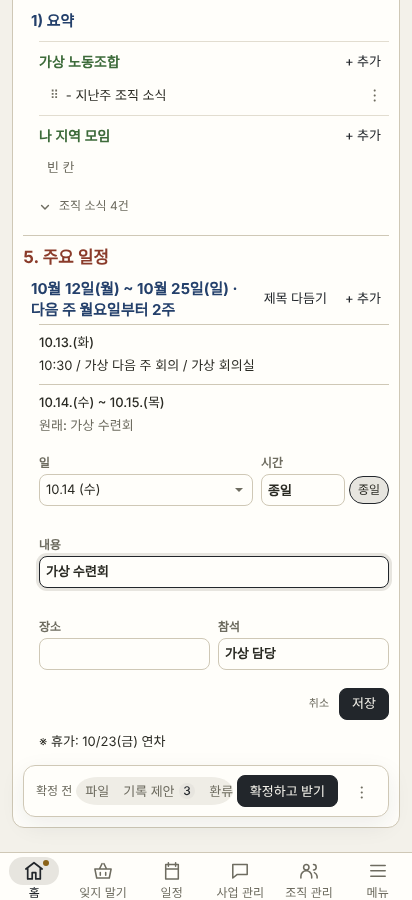 1) 요약
가상 노동조합
+ 추가
- 지난주 조직 소식
나 지역 모임
+ 추가
빈 칸
조직 소식 4건
5. 주요 일정
10월 12일(월) ~ 10월 25일(일) ·
다음 주 월요일부터 2주
제목 다듬기
+ 추가
10.13.(화)
10:30 / 가상 다음 주 회의 / 가상 회의실
10.14.(수) ~ 10.15.(목)
원래: 가상 수련회
일
시간
10.14 (수)
종일
종일
내용
가상 수련회
장소
참석
가상 담당
취소
저장
※ 휴가: 10/23(금) 연차
확정 전
파일
기록 제안 3
환류
확정하고 받기
홈
잊지 말기
일정
사업 관리
조직 관리
메뉴